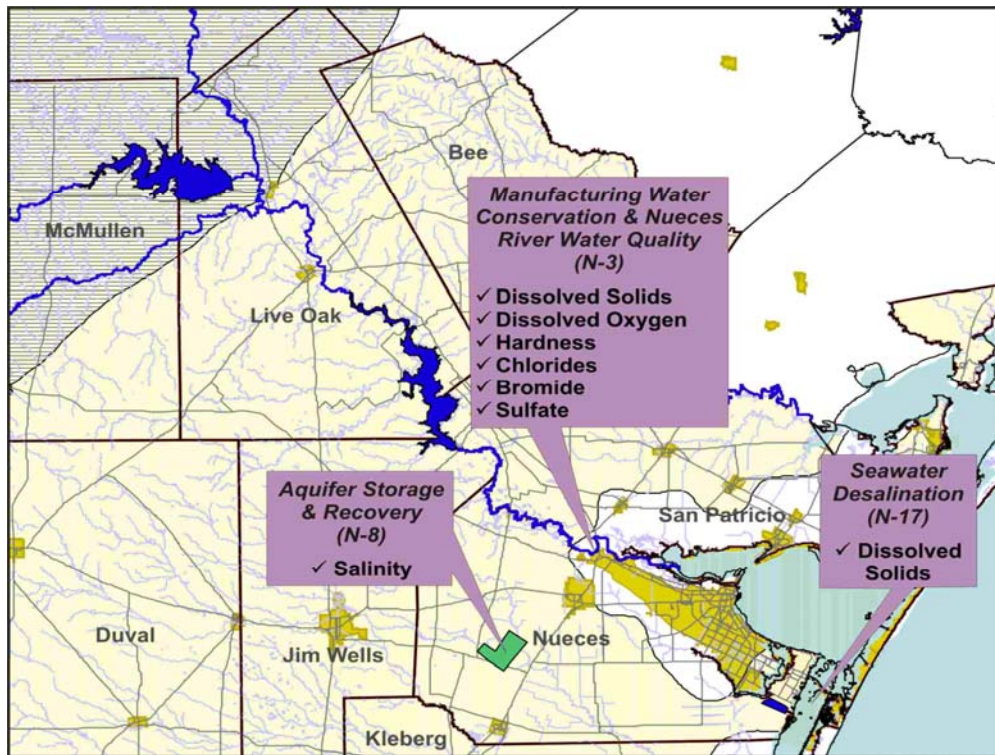 Bee
Manufacturing Water
Conservation & Nueces
River Water Quality
(N-3)
✓ Dissolved Solids
✓ Dissolved Oxygen
✓ Hardness
✓ Chlorides
✓ Bromide
✓ Sulfate
McMullen
Live Oak
Aquifer Storage
& Recovery
(N-8)
✓ Salinity
San Patricio
Seawater
Desalination
(N-17)
✓ Dissolved
Solids
Duval
Jim Wells
Nueces
Kleberg